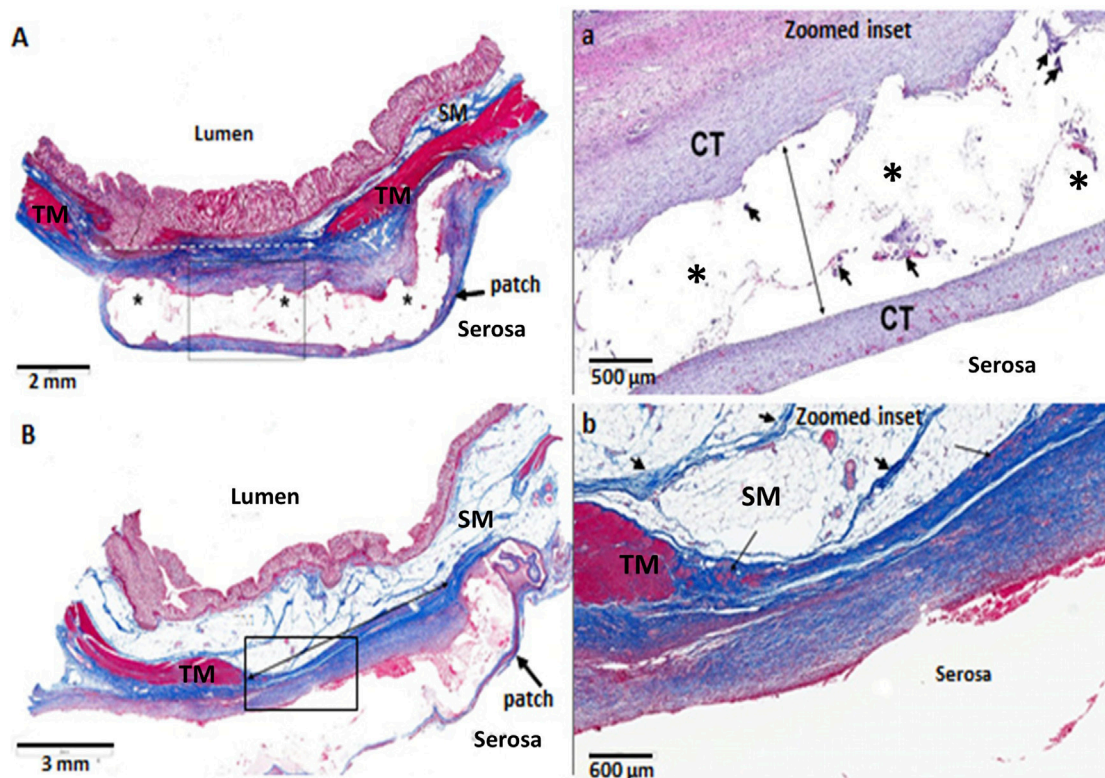 A
Lumen
SM
TM
TM
*
*
*
patch
Serosa
2 mm
a
Zoomed inset
CT
*
*
*
CT
500 µm
Serosa
B
Lumen
SM
TM
patch
Serosa
3 mm
b
Zoomed inset
SM
TM
Serosa
600 µm